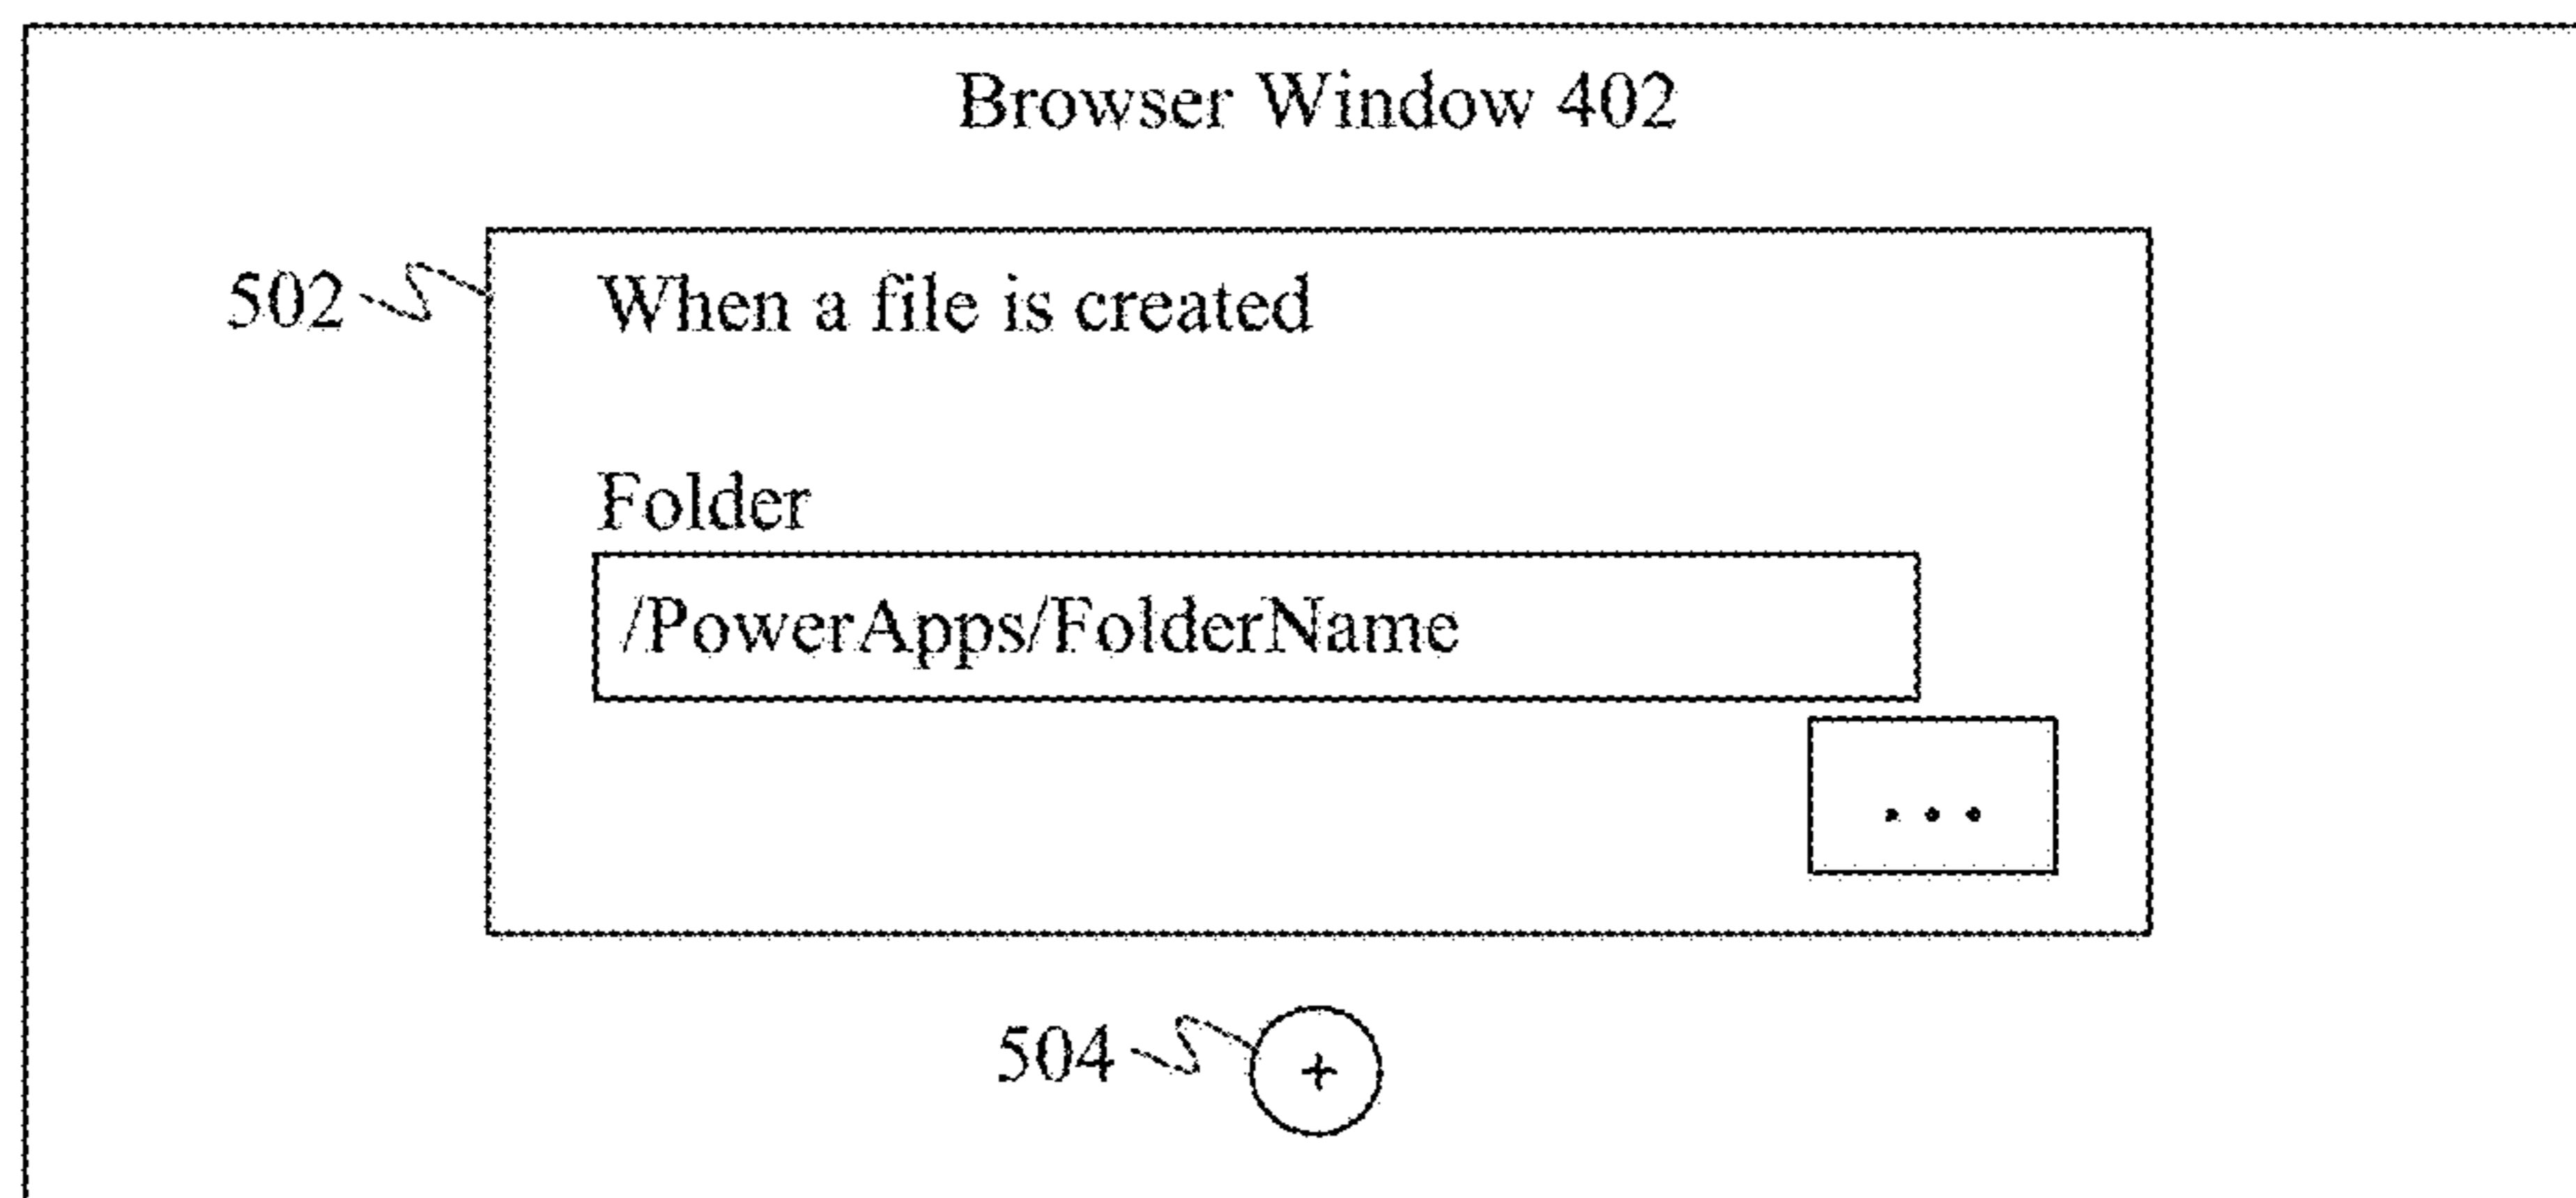 Browser Window 402
502
When a file is created
Folder
/PowerApps/FolderName
...
504
+